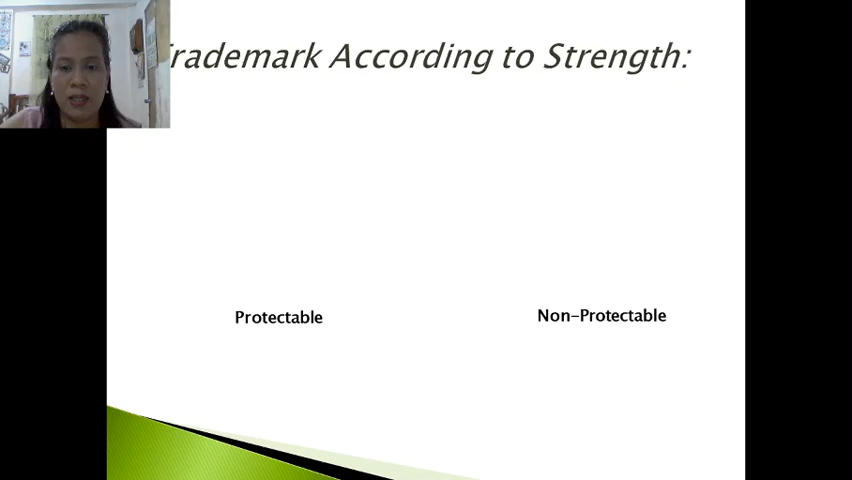 rademark According to Strength:
Protectable
Non-Protectable